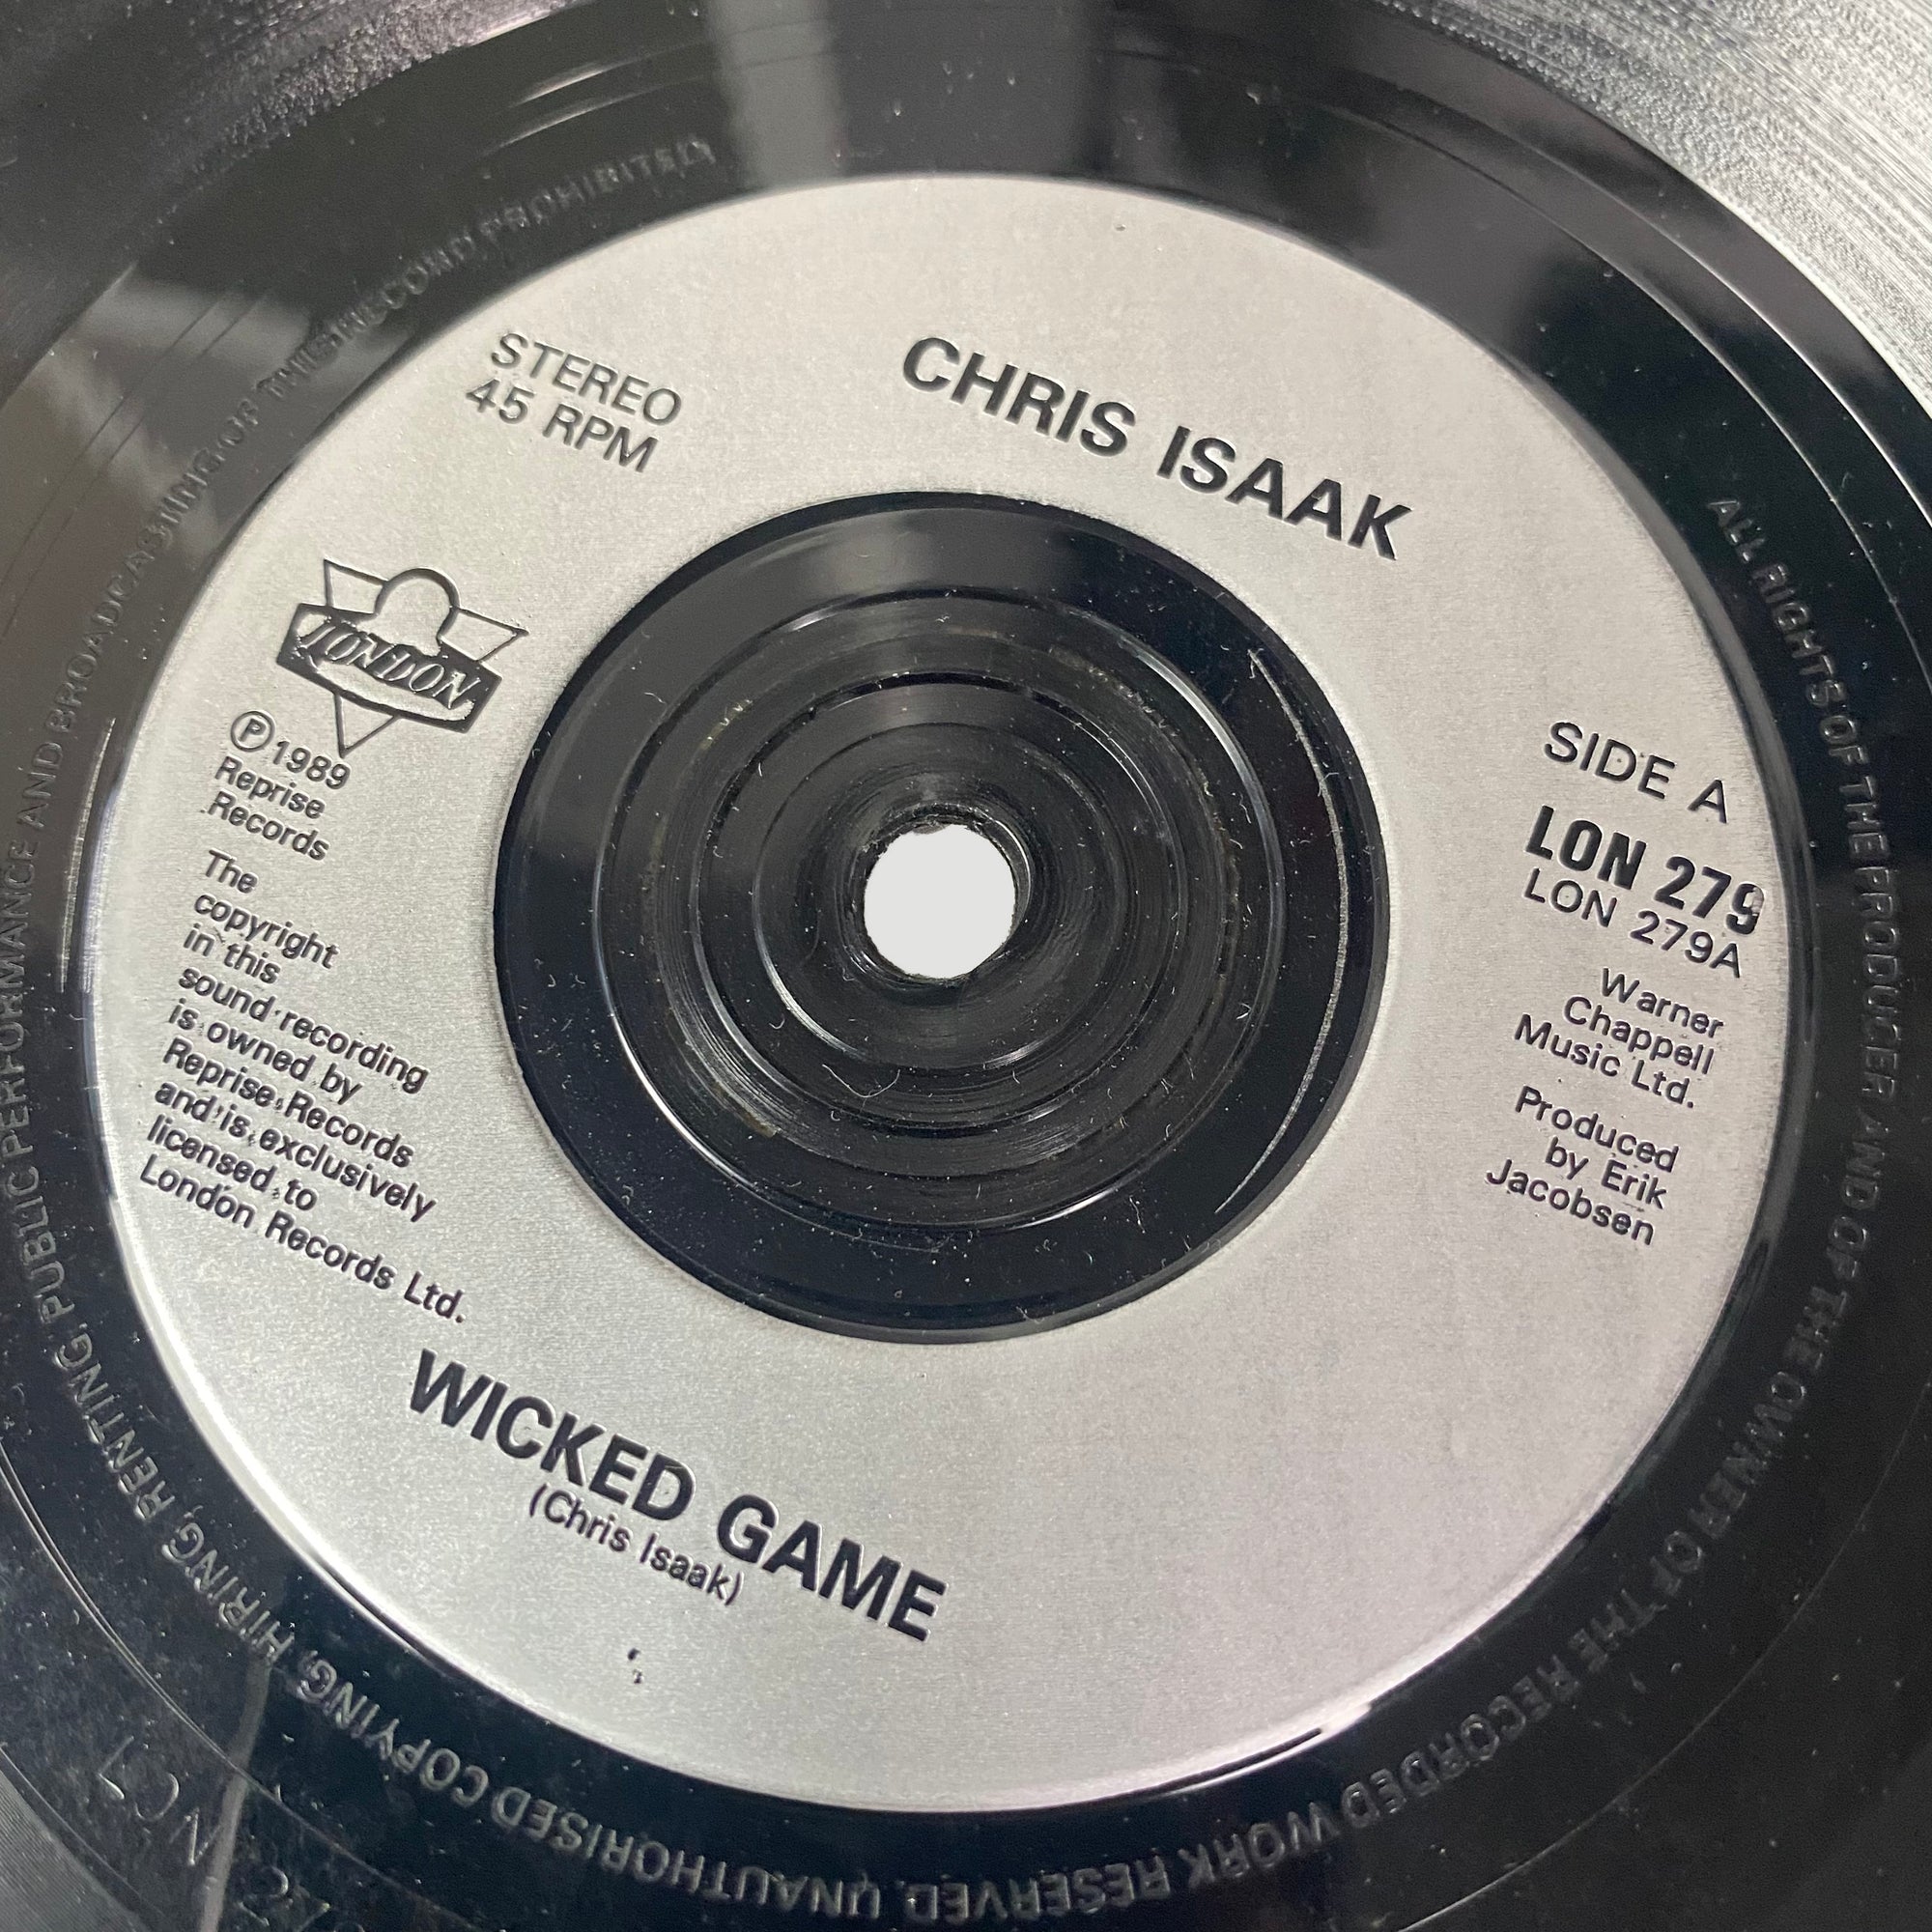 CHRIS ISAAK
STEREO
45 RPM
LONDON
Ⓟ1989
Reprise
Records
The
copyright
in this
sound recording
is owned by
Reprise Records
and is exclusively
licensed to
London Records Ltd.
SIDE A
LON 279
LON 279A
Warner
Chappell
Music Ltd.
Produced
by Erik
Jacobsen
WICKED GAME
(Chris Isaak)
ALL RIGHTS OF THE PRODUCER AND OF THE OWNER OF THE RECORDED WORK RESERVED. UNAUTHORISED COPYING, HIRING, RENTING, PUBLIC PERFORMANCE AND BROADCASTING OF THIS RECORD PROHIBITED